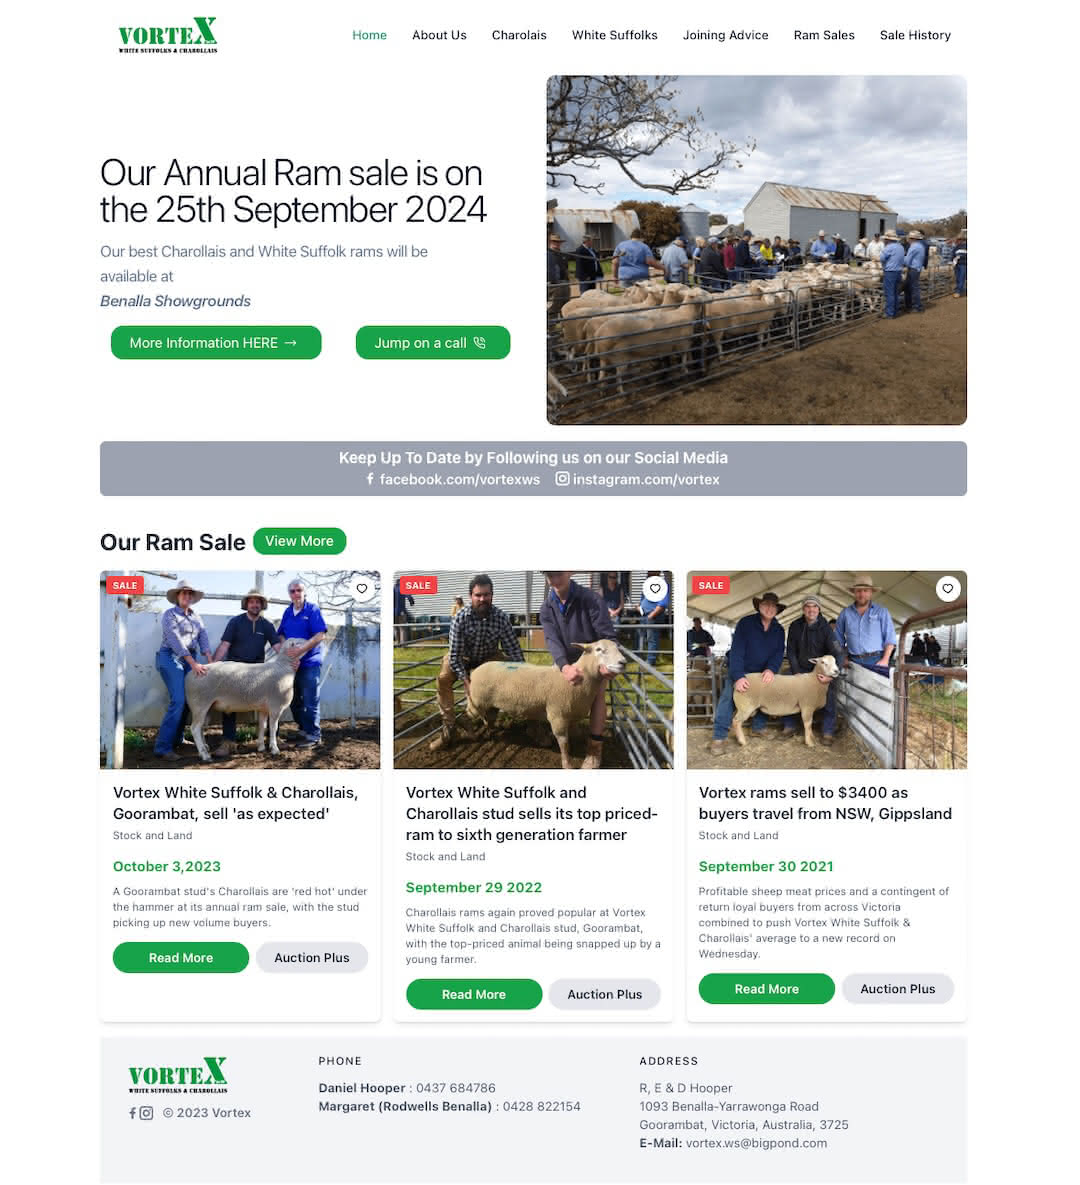 VORTEX
WHITE SUFFOLKS & CHAROLLAIS
Home
About Us
Charolais
White Suffolks
Joining Advice
Ram Sales
Sale History
Our Annual Ram sale is on
the 25th September 2024
Our best Charollais and White Suffolk rams will be
available at
Benalla Showgrounds
More Information HERE →
Jump on a call
Keep Up To Date by Following us on our Social Media
facebook.com/vortexws instagram.com/vortex
Our Ram Sale View More
SALE
Vortex White Suffolk & Charollais,
Goorambat, sell 'as expected'
Stock and Land
October 3,2023
A Goorambat stud's Charollais are 'red hot' under
the hammer at its annual ram sale, with the stud
picking up new volume buyers.
Read More
Auction Plus
SALE
Vortex White Suffolk and
Charollais stud sells its top priced-
ram to sixth generation farmer
Stock and Land
September 29 2022
Charollais rams again proved popular at Vortex
White Suffolk and Charollais stud, Goorambat,
with the top-priced animal being snapped up by a
young farmer.
Read More
Auction Plus
SALE
Vortex rams sell to $3400 as
buyers travel from NSW, Gippsland
Stock and Land
September 30 2021
Profitable sheep meat prices and a contingent of
return loyal buyers from across Victoria
combined to push Vortex White Suffolk &
Charollais' average to a new record on
Wednesday.
Read More
Auction Plus
VORTEX
WHITE SUFFOLKS & CHAROLLAIS
© 2023 Vortex
PHONE
Daniel Hooper : 0437 684786
Margaret (Rodwells Benalla) : 0428 822154
ADDRESS
R, E & D Hooper
1093 Benalla-Yarrawonga Road
Goorambat, Victoria, Australia, 3725
E-Mail: vortex.ws@bigpond.com